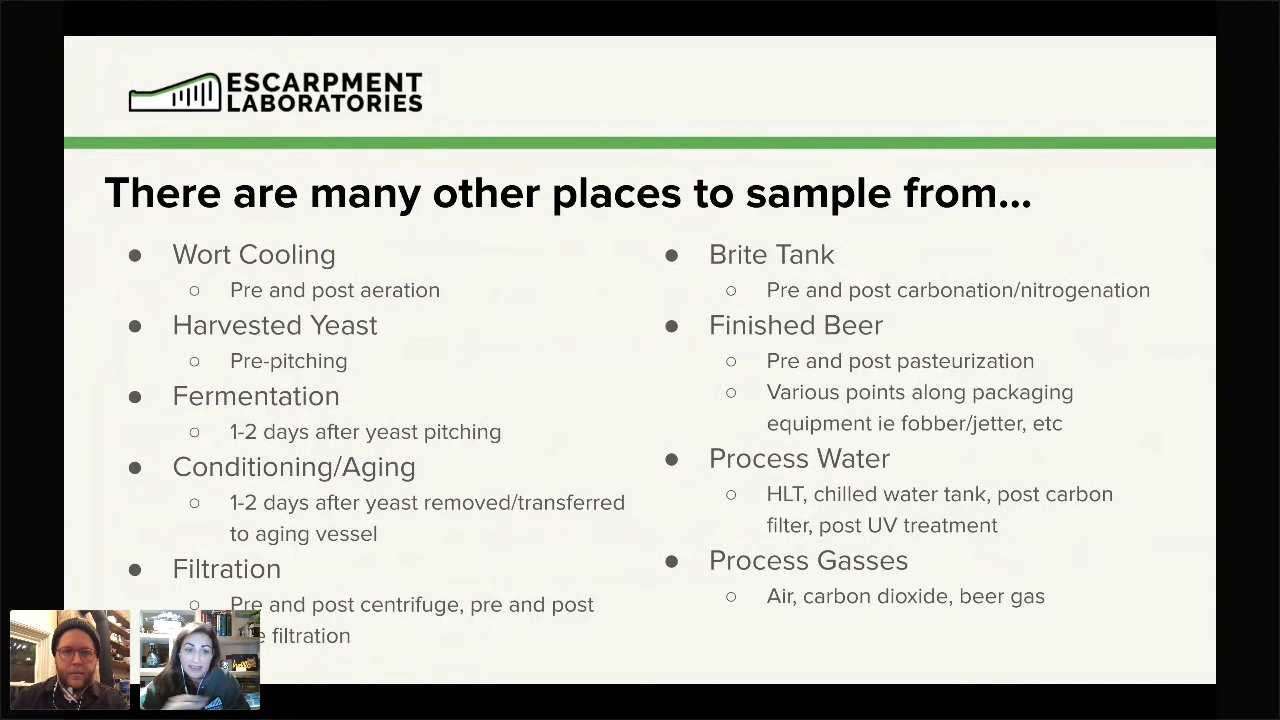 ESCARPMENT
LABORATORIES
There are many other places to sample from...
● Wort Cooling
○ Pre and post aeration
● Harvested Yeast
○ Pre-pitching
● Fermentation
○ 1-2 days after yeast pitching
● Conditioning/Aging
○ 1-2 days after yeast removed/transferred
to aging vessel
● Filtration
○ Pre and post centrifuge, pre and post
filtration
● Brite Tank
○ Pre and post carbonation/nitrogenation
● Finished Beer
○ Pre and post pasteurization
○ Various points along packaging
equipment ie fobber/jetter, etc
● Process Water
○ HLT, chilled water tank, post carbon
filter, post UV treatment
● Process Gasses
○ Air, carbon dioxide, beer gas